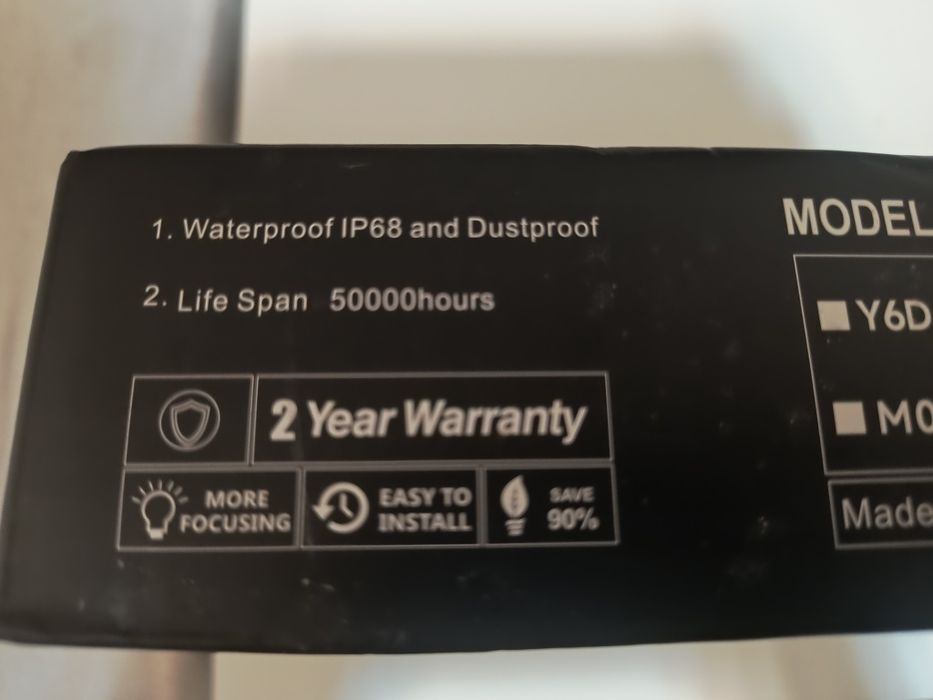 1. Waterproof IP68 and Dustproof
2. Life Span 50000hours
2 Year Warranty
MORE
FOCUSING
EASY TO
INSTALL
SAVE
90%
MODEL
Y6D
M0
Made